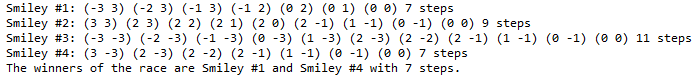 Smiley #1: (-3 3) (-2 3) (-1 3) (-1 2) (0 2) (0 1) (0 0) 7 steps
Smiley #2: (3 3) (2 3) (2 2) (2 1) (2 0) (2 -1) (1 -1) (0 -1) (0 0) 9 steps
Smiley #3: (-3 -3) (-2 -3) (-1 -3) (0 -3) (1 -3) (2 -3) (2 -2) (2 -1) (1 -1) (0 -1) (0 0) 11 steps
Smiley #4: (3 -3) (2 -3) (2 -2) (2 -1) (1 -1) (0 -1) (0 0) 7 steps
The winners of the race are Smiley #1 and Smiley #4 with 7 steps.